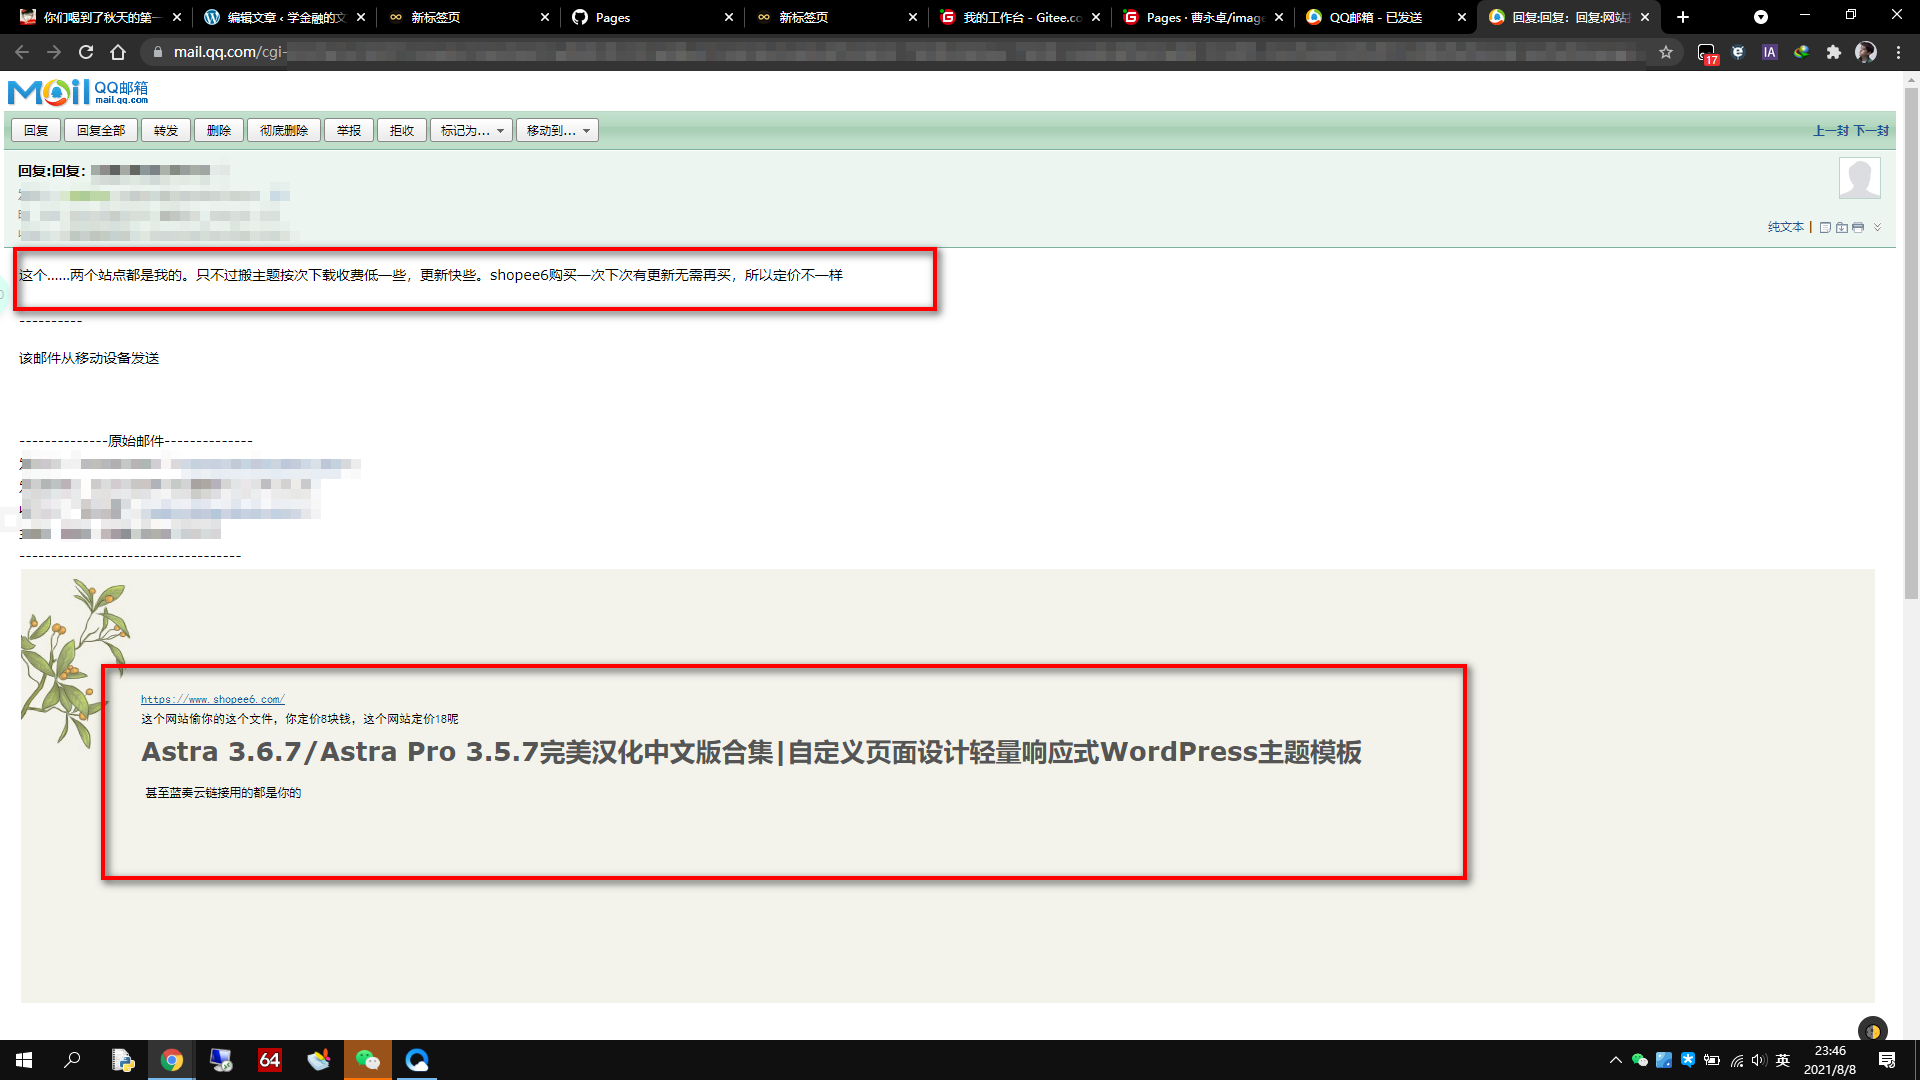 你们喝到了秋天的第一
编辑文章 ‹ 学金融的文
新标签页
Pages
新标签页
我的工作台 - Gitee.co
Pages · 曹永卓/image
QQ邮箱 - 已发送
回复:回复: 回复:网站
mail.qq.com/cgi-
17
IA
Mail QQ邮箱
mail.qq.com
回复 回复全部 转发 删除 彻底删除 举报 拒收 标记为... 移动到...
上一封 下一封
回复:回复:
纯文本 |
这个......两个站点都是我的。只不过搬主题按次下载收费低一些，更新快些。shopee6购买一次下次有更新无需再买，所以定价不一样
----------
该邮件从移动设备发送
--------------原始邮件--------------
-----------------------------------
https://www.shopee6.com/
这个网站偷你的这个文件，你定价8块钱，这个网站定价18呢
Astra 3.6.7/Astra Pro 3.5.7完美汉化中文版合集|自定义页面设计轻量响应式WordPress主题模板
甚至蓝奏云链接用的都是你的
64
英
23:46
2021/8/8